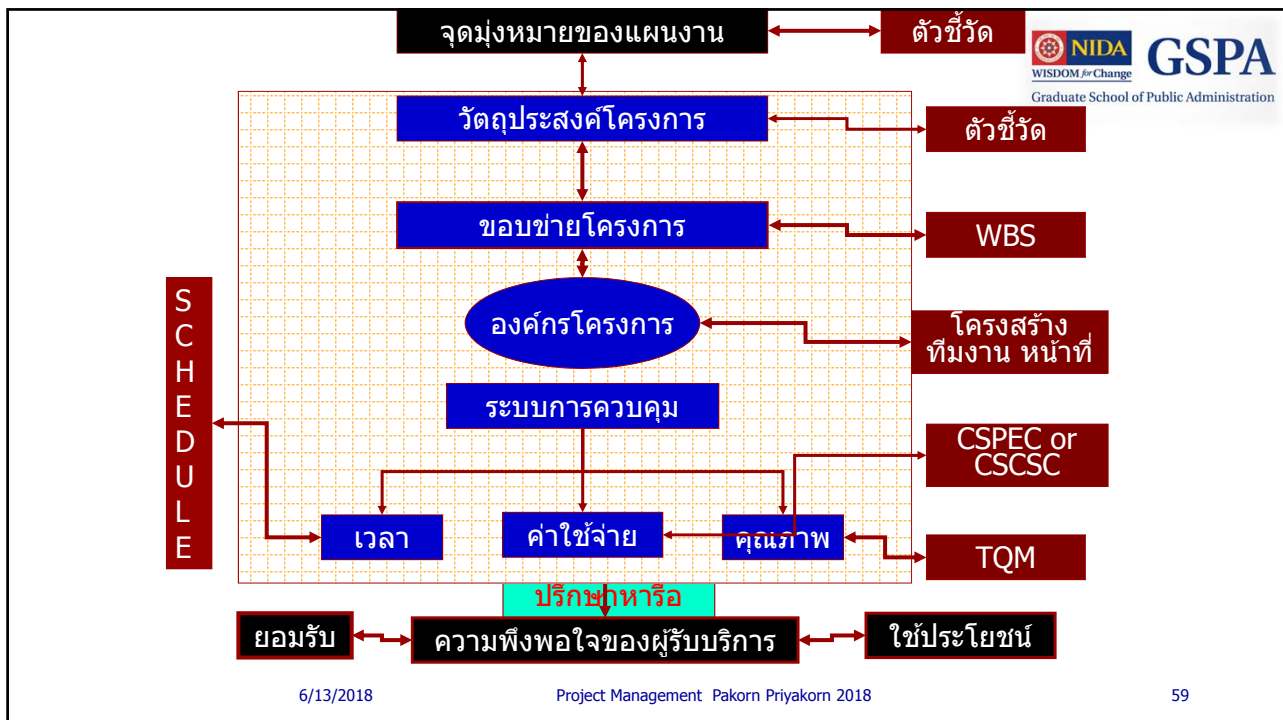 จุดมุ่งหมายของแผนงาน
ตัวชี้วัด
NIDA
WISDOM for Change
GSPA
Graduate School of Public Administration
วัตถุประสงค์โครงการ
ตัวชี้วัด
ขอบข่ายโครงการ
WBS
องค์กรโครงการ
โครงสร้าง
ทีมงาน หน้าที่
S
C
H
E
D
U
L
E
ระบบการควบคุม
CSPEC or
CSCSC
เวลา
ค่าใช้จ่าย
คุณภาพ
TQM
ปรึกษาหารือ
ยอมรับ
ความพึงพอใจของผู้รับบริการ
ใช้ประโยชน์
6/13/2018
Project Management Pakorn Priyakorn 2018
59